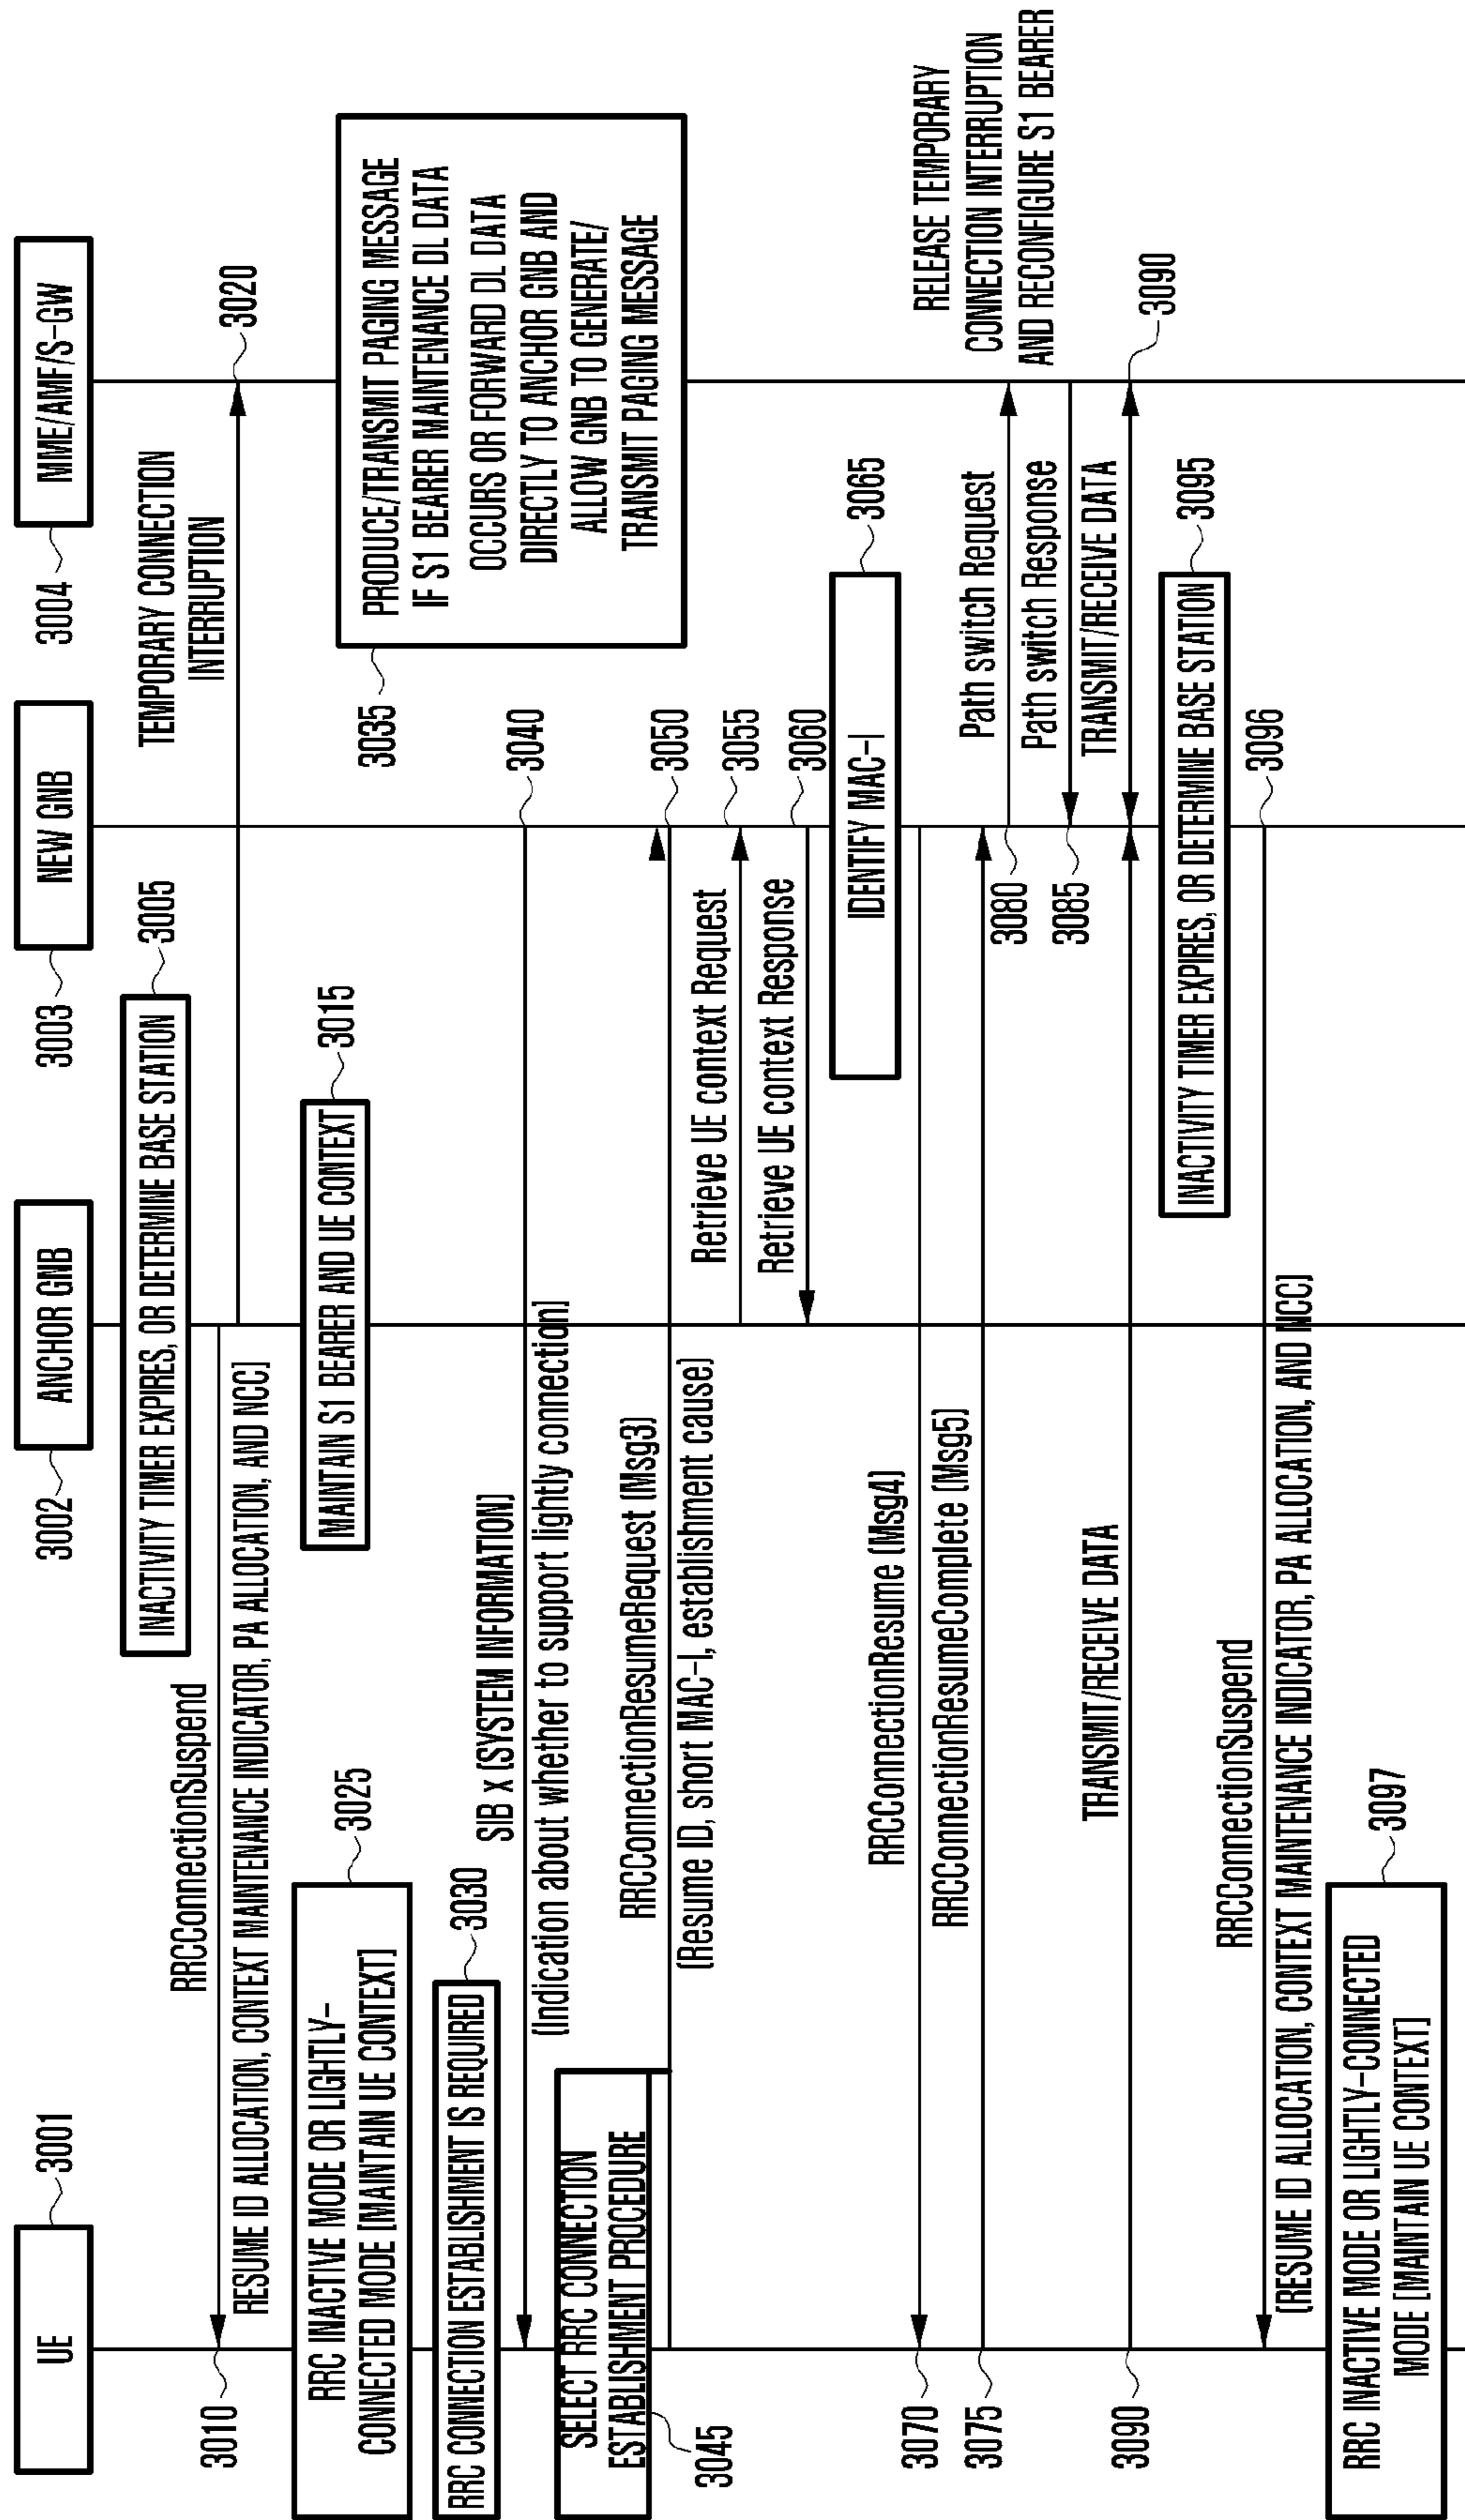 UE
3001
ANCHOR GNB
3002
NEW GNB
3003
MME/AMF/S-GW
3004
INACTIVITY TIMER EXPIRES, OR DETERMINE BASE STATION
3005
RRCConnectionSuspend
3010
RESUME ID ALLOCATION, CONTEXT MAINTENANCE INDICATOR, PA ALLOCATION, AND NCC]
TEMPORARY CONNECTION
INTERRUPTION
3020
MAINTAIN S1 BEARER AND UE CONTEXT
3015
RRC INACTIVE MODE OR LIGHTLY-
CONNECTED MODE [MAINTAIN UE CONTEXT]
3025
PRODUCE/TRANSMIT PAGING MESSAGE
IF S1 BEARER MAINTENANCE DL DATA
OCCURS OR FORWARD DL DATA
DIRECTLY TO ANCHOR GNB AND
ALLOW GNB TO GENERATE/
TRANSMIT PAGING MESSAGE
3035
RRC CONNECTION ESTABLISHMENT IS REQUIRED
3030
SIB x (SYSTEM INFORMATION)
3040
(Indication about whether to support lightly connection)
SELECT RRC CONNECTION
ESTABLISHMENT PROCEDURE
3045
RRCConnectionResumeRequest (Msg3)
3050
(Resume ID, short MAC-I, establishment cause)
Retrieve UE context Request
3055
Retrieve UE context Response
3060
IDENTIFY MAC-I
3065
RRCConnectionResume (Msg4)
3070
RRCConnectionResumeComplete (Msg5)
3075
Path switch Request
3080
RELEASE TEMPORARY
CONNECTION INTERRUPTION
AND RECONFIGURE S1 BEARER
Path switch Response
3085
TRANSMIT/RECEIVE DATA
3090
TRANSMIT/RECEIVE DATA
3090
INACTIVITY TIMER EXPIRES, OR DETERMINE BASE STATION
3095
RRCConnectionSuspend
3096
(RESUME ID ALLOCATION, CONTEXT MAINTENANCE INDICATOR, PA ALLOCATION, AND NCC]
RRC INACTIVE MODE OR LIGHTLY-CONNECTED
MODE [MAINTAIN UE CONTEXT]
3097